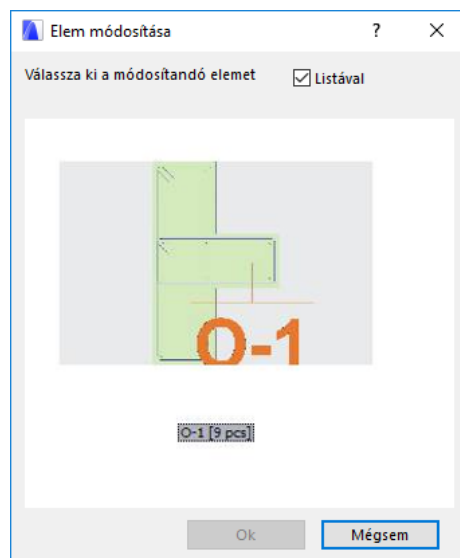 Elem módosítása
Válassza ki a módosítandó elemet
Listával
O-1
O-1 [9 pcs]
Ok
Mégsem